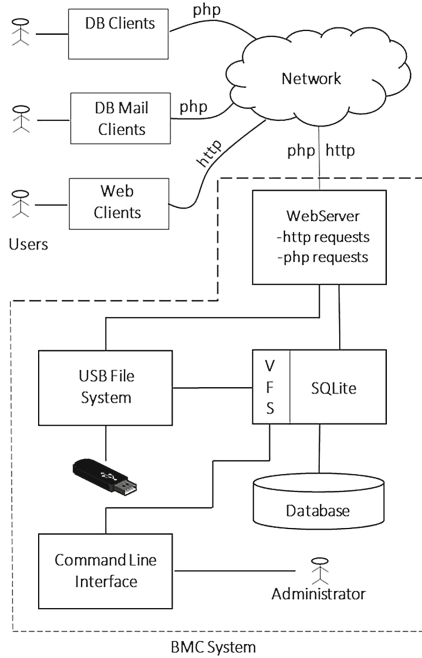 DB Clients
php
Network
DB Mail
Clients
php
http
Web
Clients
Users
php http
WebServer
-http requests
-php requests
USB File
System
V
F
S
SQLite
Database
Command Line
Interface
Administrator
BMC System